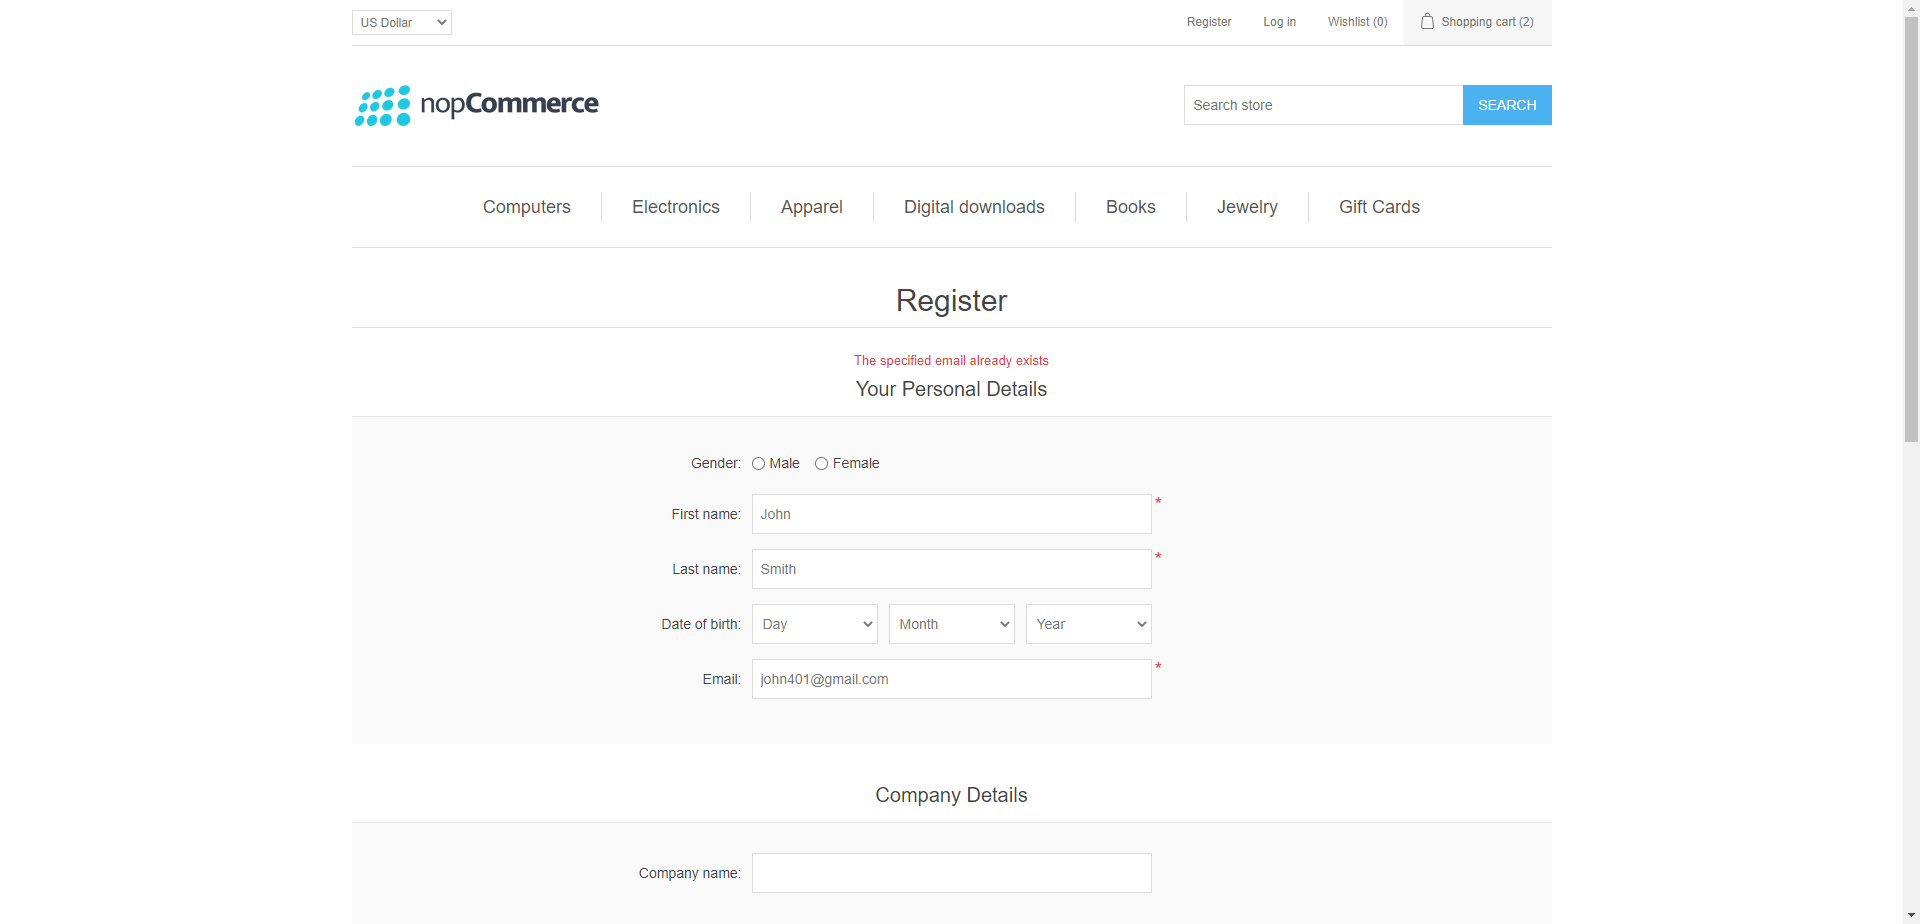 US Dollar
Register Log in Wishlist (0) Shopping cart (2)
nopCommerce
Search store SEARCH
Computers Electronics Apparel Digital downloads Books Jewelry Gift Cards
Register
The specified email already exists
Your Personal Details
Gender: Male Female
First name: John *
Last name: Smith *
Date of birth: Day Month Year
Email: john401@gmail.com *
Company Details
Company name: